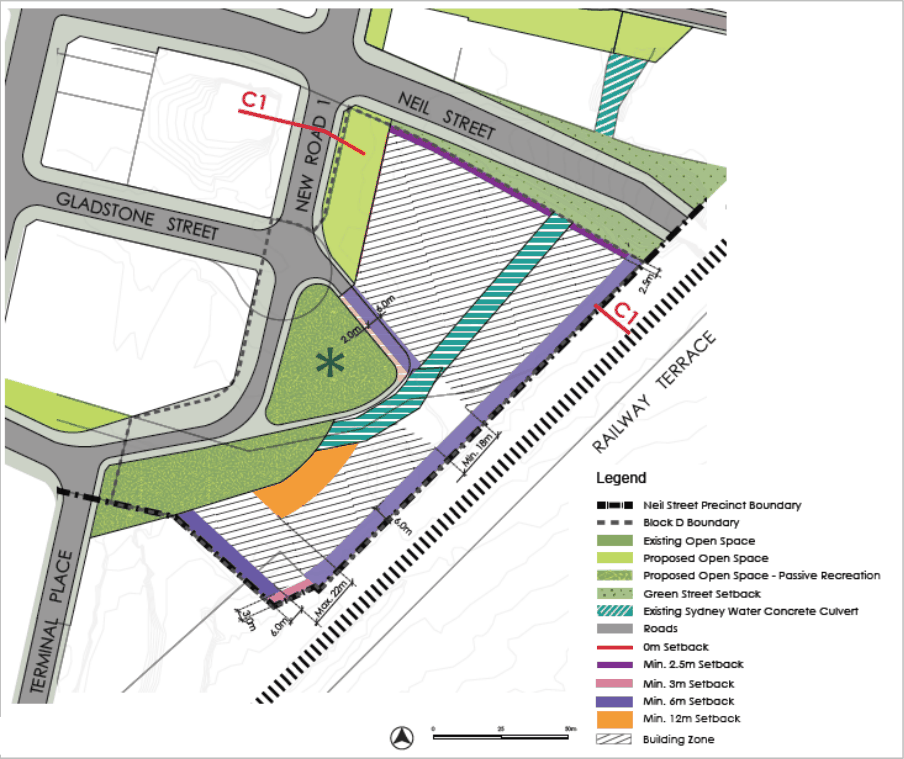 C1
NEIL STREET
NEW ROAD 1
GLADSTONE STREET
2.5m
6.0m
2.0m
C1
RAILWAY TERRACE
Min. 18m
6.0m
Max. 22m
3.0m
6.0m
TERMINAL PLACE
Legend
Neil Street Precinct Boundary
Block D Boundary
Existing Open Space
Proposed Open Space
Proposed Open Space - Passive Recreation
Green Street Setback
Existing Sydney Water Concrete Culvert
Roads
0m Setback
Min. 2.5m Setback
Min. 3m Setback
Min. 6m Setback
Min. 12m Setback
Building Zone
0 25 50m